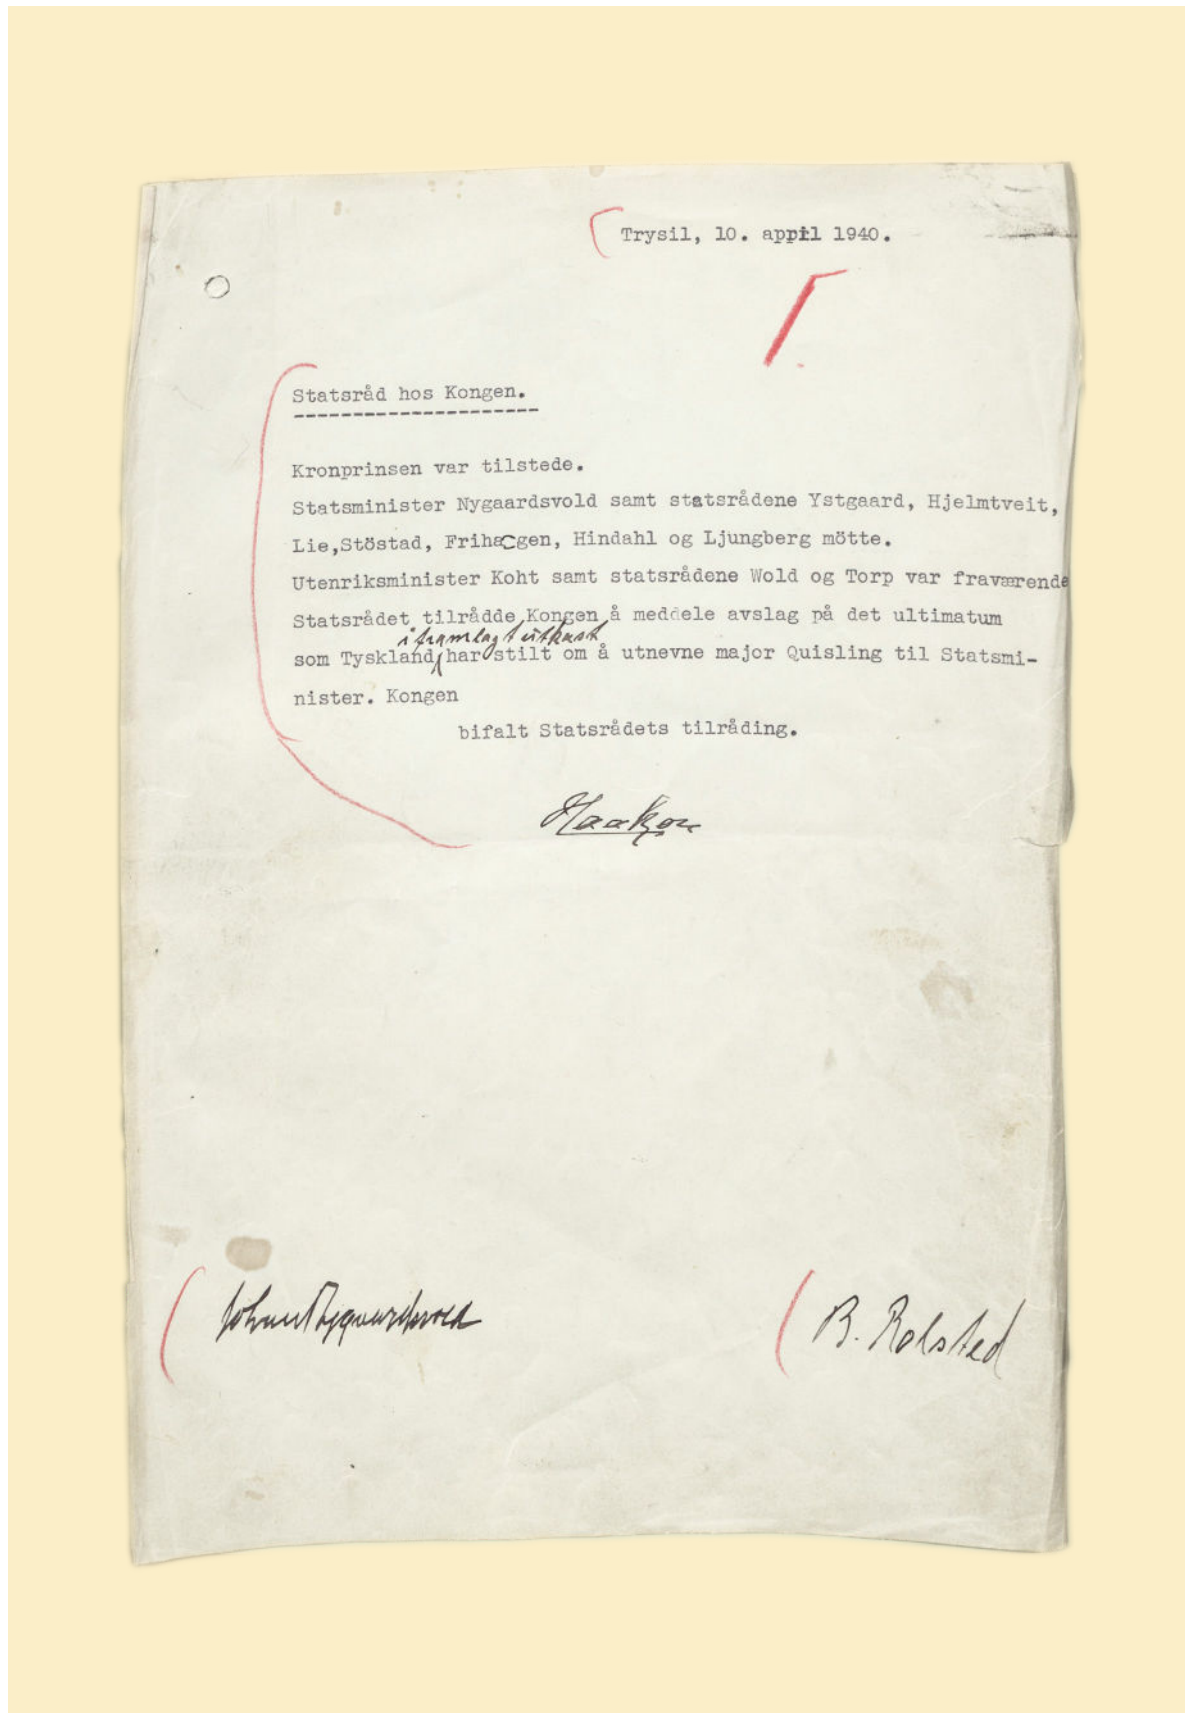 Trysil, 10. appil 1940.
Statsråd hos Kongen.
Kronprinsen var tilstede.
Statsminister Nygaardsvold samt statsrådene Ystgaard, Hjelmtveit,
Lie,Stöstad, Frihagen, Hindahl og Ljungberg mötte.
Utenriksminister Koht samt statsrådene Wold og Torp var fraværende
Statsrådet tilrådde Kongen å meddele avslag på det ultimatum
i framlagt utkast
som Tyskland har stilt om å utnevne major Quisling til Statsmi-
nister. Kongen
bifalt Statsrådets tilråding.
Haakon
Johan Nygaardsvold
B. Rolsted